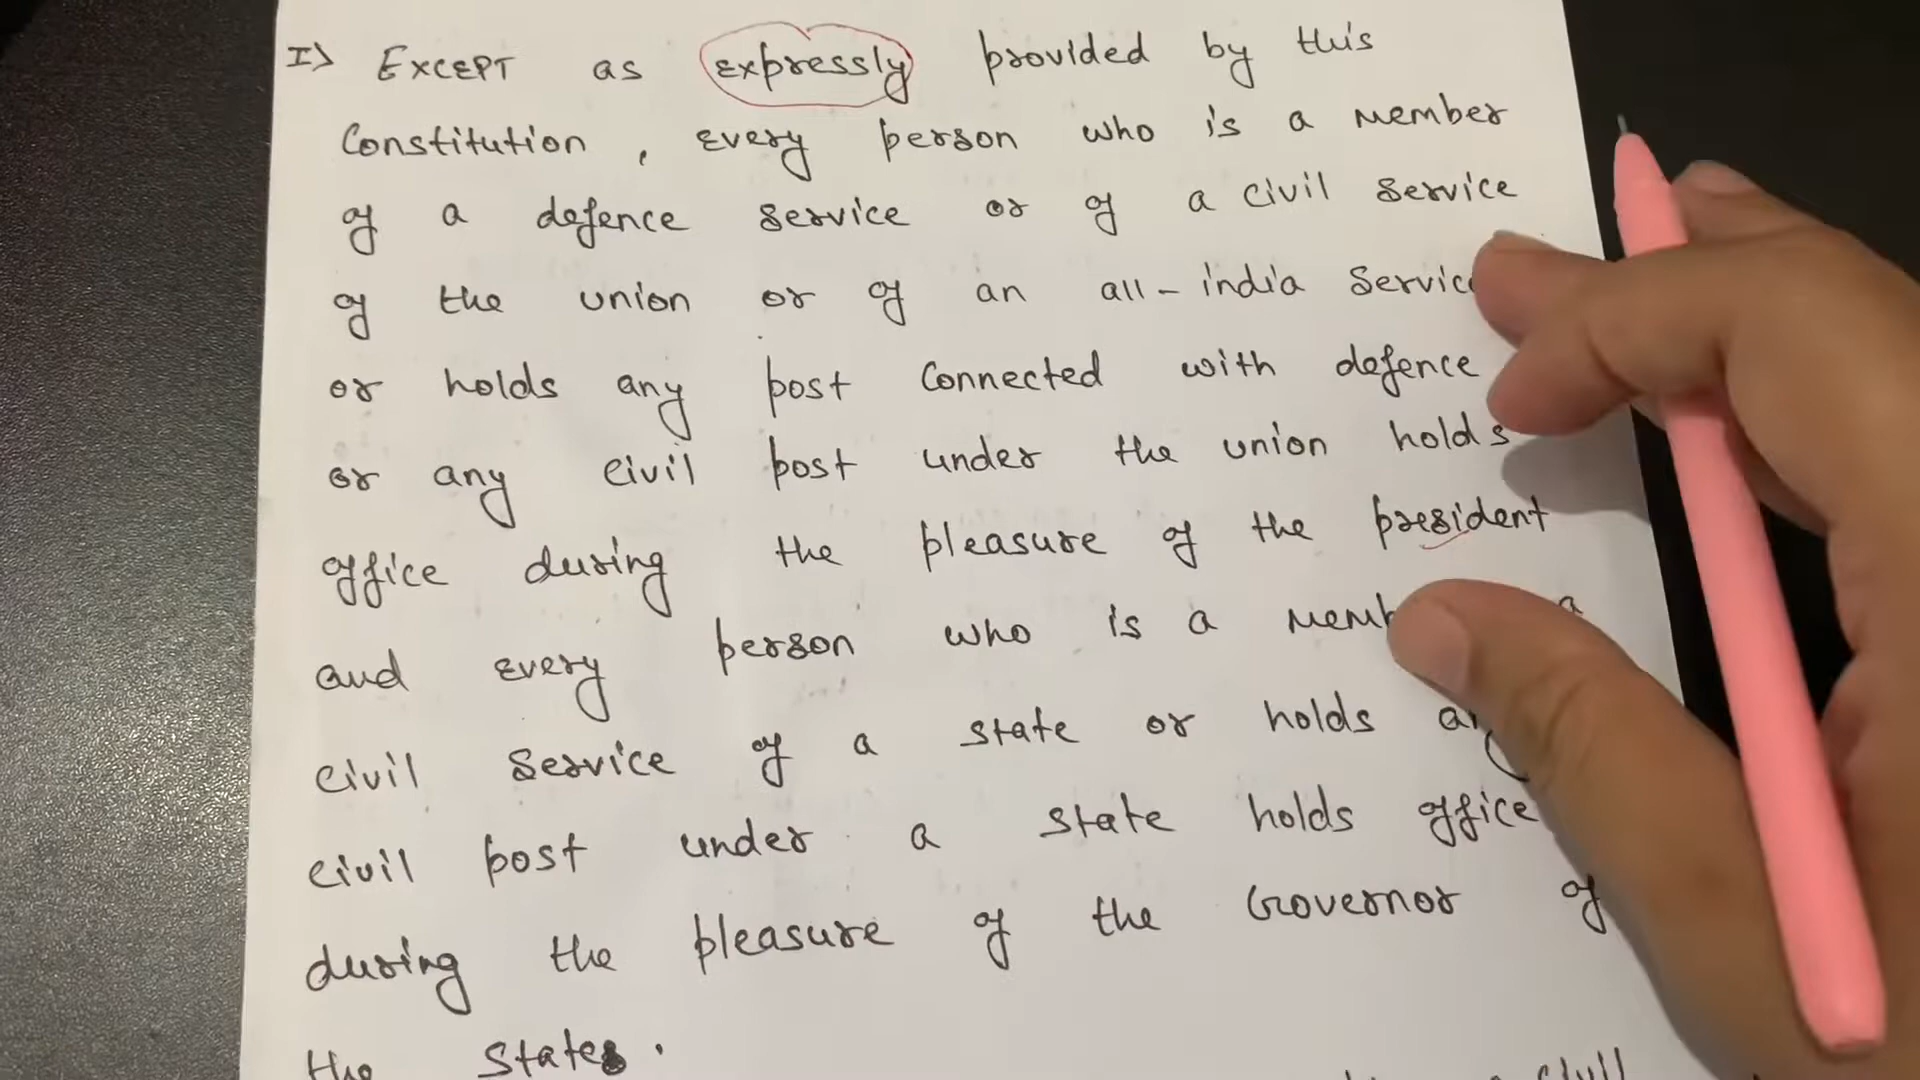 I) EXCEPT as expressly provided by this
Constitution, every person who is a member
of a defence service or of a civil service
of the union or of an all-india Servic
or holds any post connected with defence
or any civil post under the union holds
office during the pleasure of the president
and every person who is a memb a
civil service of a state or holds an
civil post under a state holds office
during the pleasure of the Governor of
the State.